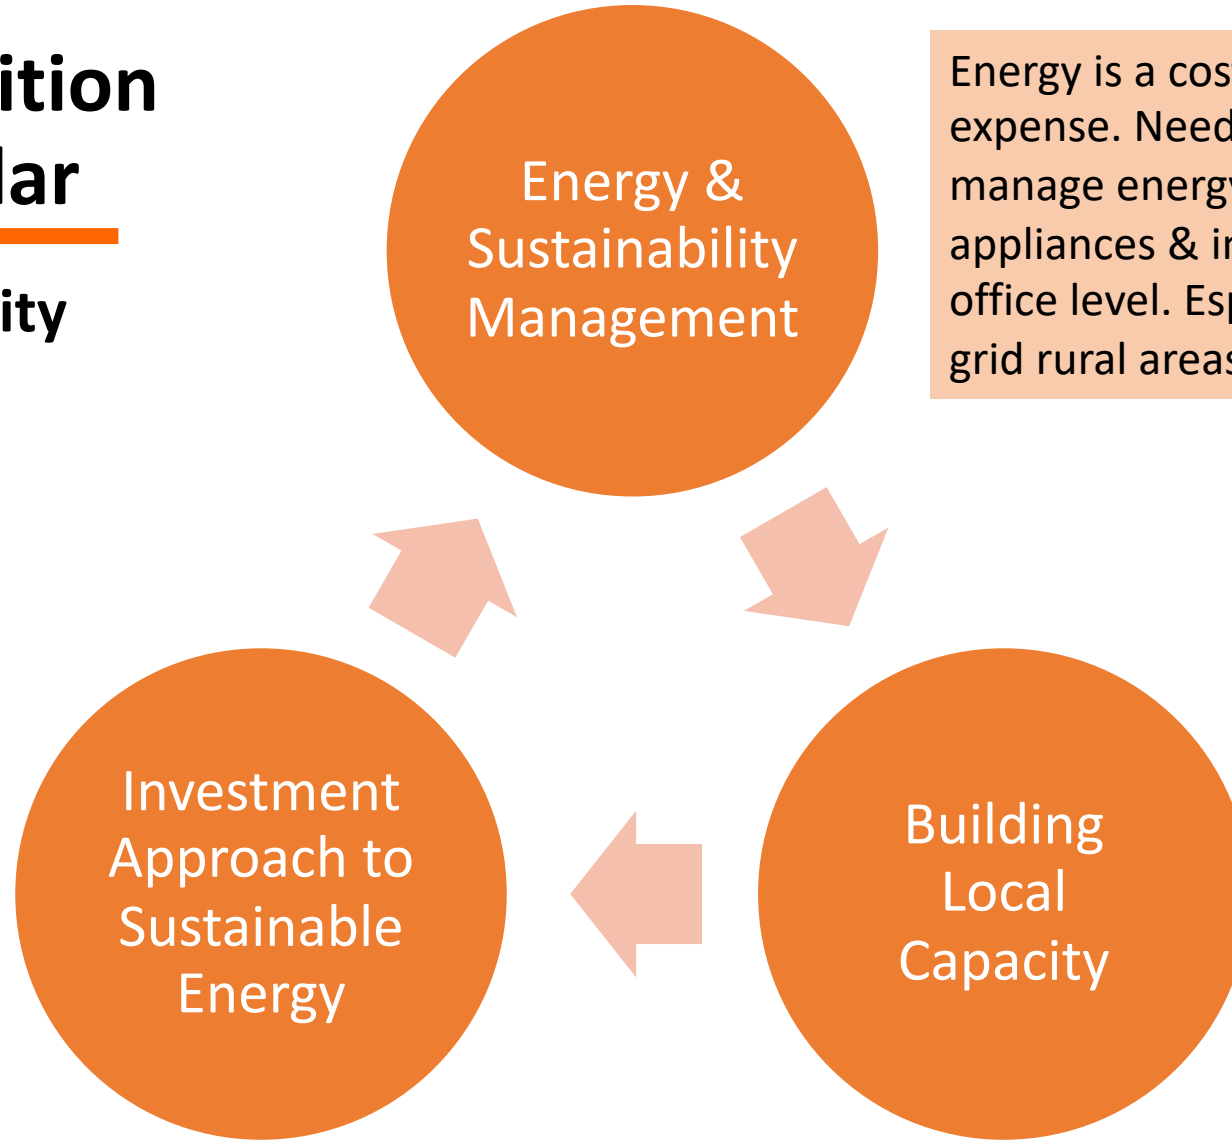 ition
lar
ity
Energy &
Sustainability
Management
Energy is a cos
expense. Need
manage energy
appliances & in
office level. Esp
grid rural areas
Investment
Approach to
Sustainable
Energy
Building
Local
Capacity